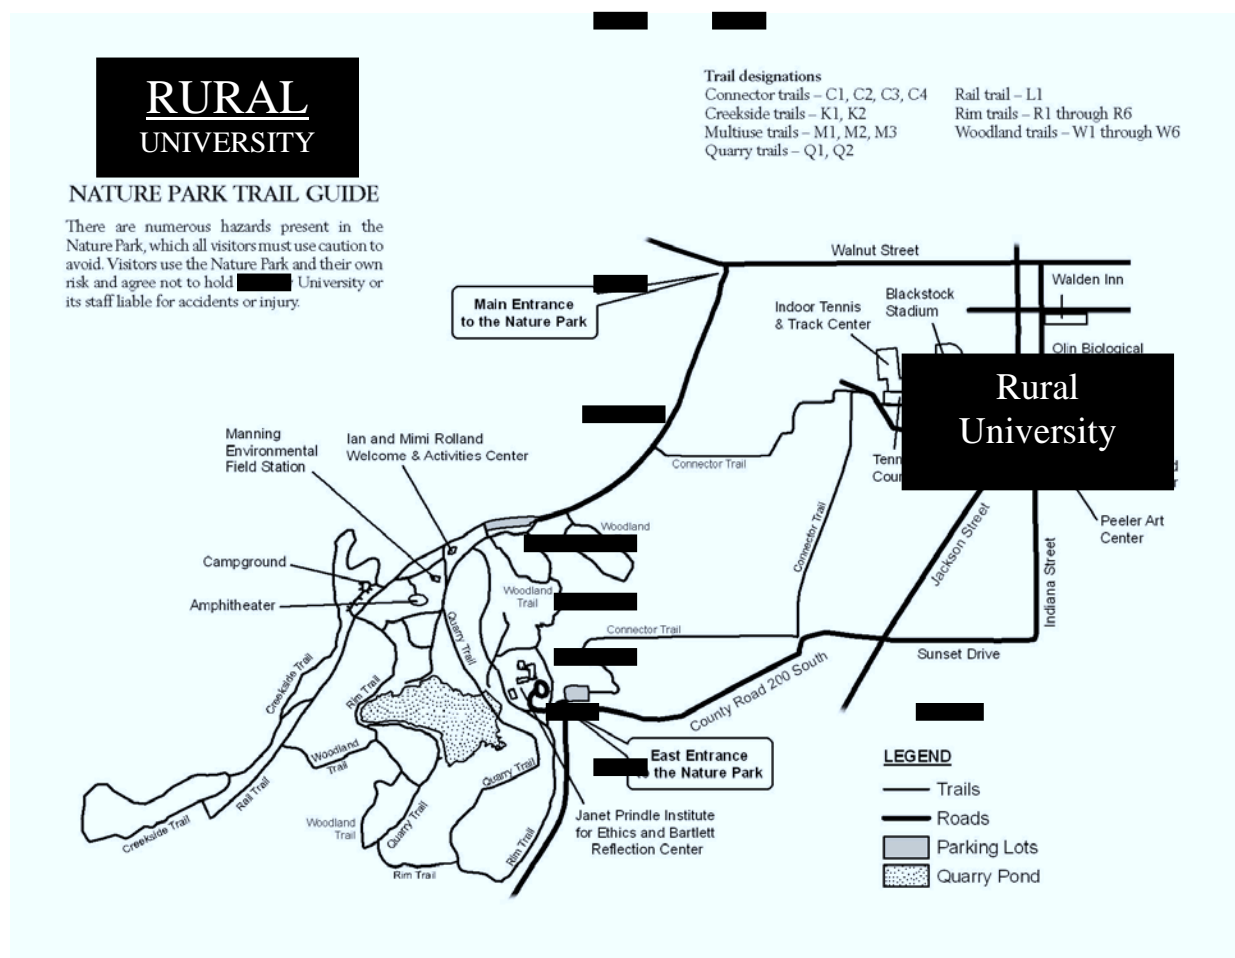 RURAL
UNIVERSITY
NATURE PARK TRAIL GUIDE
There are numerous hazards present in the
Nature Park, which all visitors must use caution to
avoid. Visitors use the Nature Park and their own
risk and agree not to hold University or
its staff liable for accidents or injury.
Trail designations
Connector trails – C1, C2, C3, C4
Creekside trails – K1, K2
Multiuse trails – M1, M2, M3
Quarry trails – Q1, Q2
Rail trail – L1
Rim trails – R1 through R6
Woodland trails – W1 through W6
Walnut Street
Walden Inn
Main Entrance
to the Nature Park
Indoor Tennis
& Track Center
Blackstock
Stadium
Olin Biological
Rural
University
Manning
Environmental
Field Station
Ian and Mimi Rolland
Welcome & Activities Center
Connector Trail
Tenn
Cou
Peeler Art
Center
Woodland
Connector Trail
Jackson Street
Indiana Street
Campground
Amphitheater
Woodland
Trail
Quarry Trail
Connector Trail
Sunset Drive
County Road 200 South
Creekside Trail
Rim Trail
Woodland
Trail
Quarry Trail
Rail Trail
East Entrance
the Nature Park
Woodland
Trail
Quarry Trail
Creekside Trail
Rim Trail
Rim Trail
Janet Prindle Institute
for Ethics and Bartlett
Reflection Center
LEGEND
Trails
Roads
Parking Lots
Quarry Pond